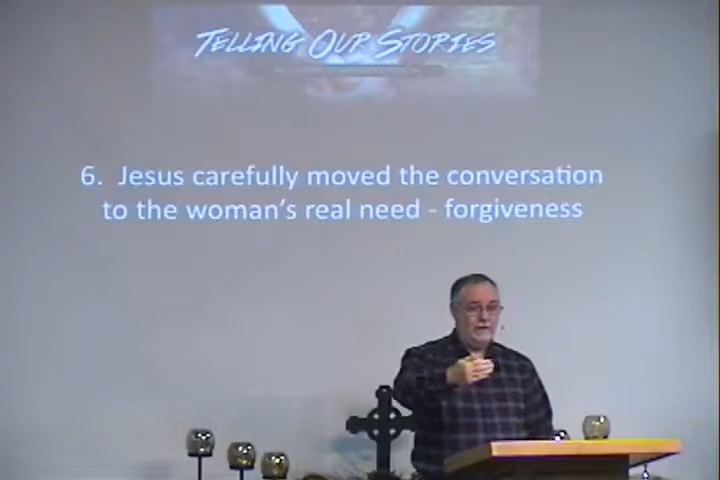 TELLING OUR STORIES
6. Jesus carefully moved the conversation
to the woman's real need - forgiveness